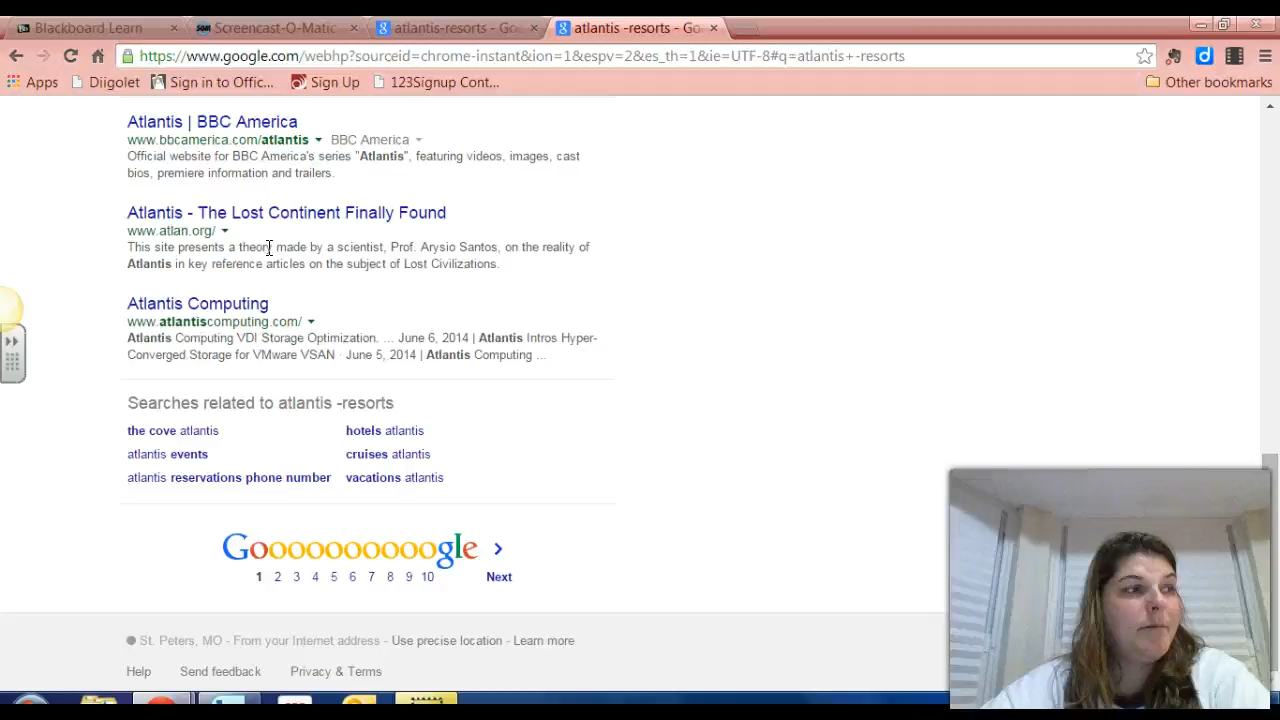 Blackboard Learn
Screencast-O-Matic
atlantis-resorts - Goo
atlantis -resorts - Goo
https://www.google.com/webhp?sourceid=chrome-instant&ion=1&espv=2&es_th=1&ie=UTF-8#q=atlantis+-resorts
Apps Diigolet Sign in to Offic... Sign Up 123Signup Cont... Other bookmarks
Atlantis | BBC America
www.bbcamerica.com/atlantis BBC America
Official website for BBC America's series "Atlantis", featuring videos, images, cast
bios, premiere information and trailers.
Atlantis - The Lost Continent Finally Found
www.atlan.org/
This site presents a theory made by a scientist, Prof. Arysio Santos, on the reality of
Atlantis in key reference articles on the subject of Lost Civilizations.
Atlantis Computing
www.atlantiscomputing.com/
Atlantis Computing VDI Storage Optimization. ... June 6, 2014 | Atlantis Intros Hyper-
Converged Storage for VMware VSAN · June 5, 2014 | Atlantis Computing ...
Searches related to atlantis -resorts
the cove atlantis hotels atlantis
atlantis events cruises atlantis
atlantis reservations phone number vacations atlantis
Goooooooooogle
1 2 3 4 5 6 7 8 9 10 Next
St. Peters, MO - From your Internet address - Use precise location - Learn more
Help Send feedback Privacy & Terms